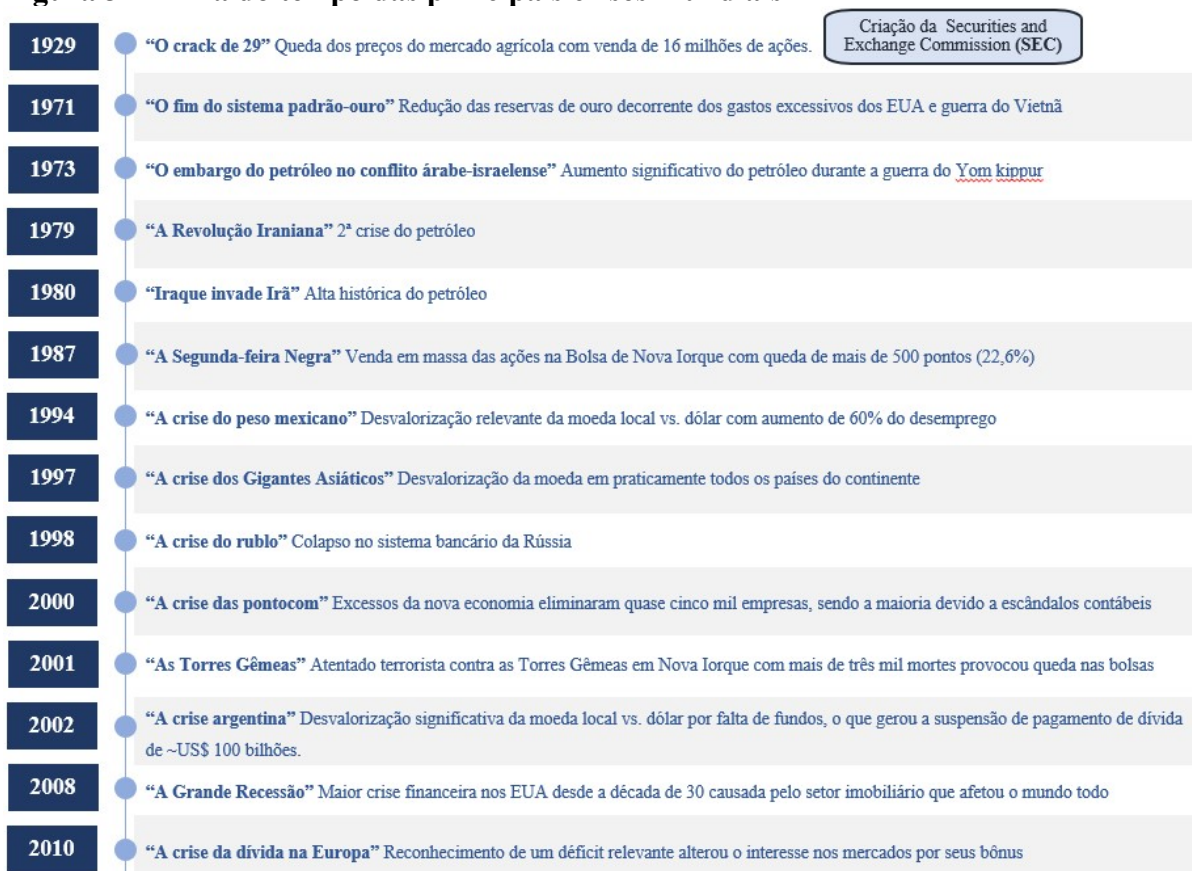 1929
“O crack de 29” Queda dos preços do mercado agrícola com venda de 16 milhões de ações.
Criação da Securities and
Exchange Commission (SEC)
1971
“O fim do sistema padrão-ouro” Redução das reservas de ouro decorrente dos gastos excessivos dos EUA e guerra do Vietnã
1973
“O embargo do petróleo no conflito árabe-israelense” Aumento significativo do petróleo durante a guerra do Yom kippur
1979
“A Revolução Iraniana” 2ª crise do petróleo
1980
“Iraque invade Irã” Alta histórica do petróleo
1987
“A Segunda-feira Negra” Venda em massa das ações na Bolsa de Nova Iorque com queda de mais de 500 pontos (22,6%)
1994
“A crise do peso mexicano” Desvalorização relevante da moeda local vs. dólar com aumento de 60% do desemprego
1997
“A crise dos Gigantes Asiáticos” Desvalorização da moeda em praticamente todos os países do continente
1998
“A crise do rublo” Colapso no sistema bancário da Rússia
2000
“A crise das pontocom” Excessos da nova economia eliminaram quase cinco mil empresas, sendo a maioria devido a escândalos contábeis
2001
“As Torres Gêmeas” Atentado terrorista contra as Torres Gêmeas em Nova Iorque com mais de três mil mortes provocou queda nas bolsas
2002
“A crise argentina” Desvalorização significativa da moeda local vs. dólar por falta de fundos, o que gerou a suspensão de pagamento de dívida
de ~US$ 100 bilhões.
2008
“A Grande Recessão” Maior crise financeira nos EUA desde a década de 30 causada pelo setor imobiliário que afetou o mundo todo
2010
“A crise da dívida na Europa” Reconhecimento de um déficit relevante alterou o interesse nos mercados por seus bônus